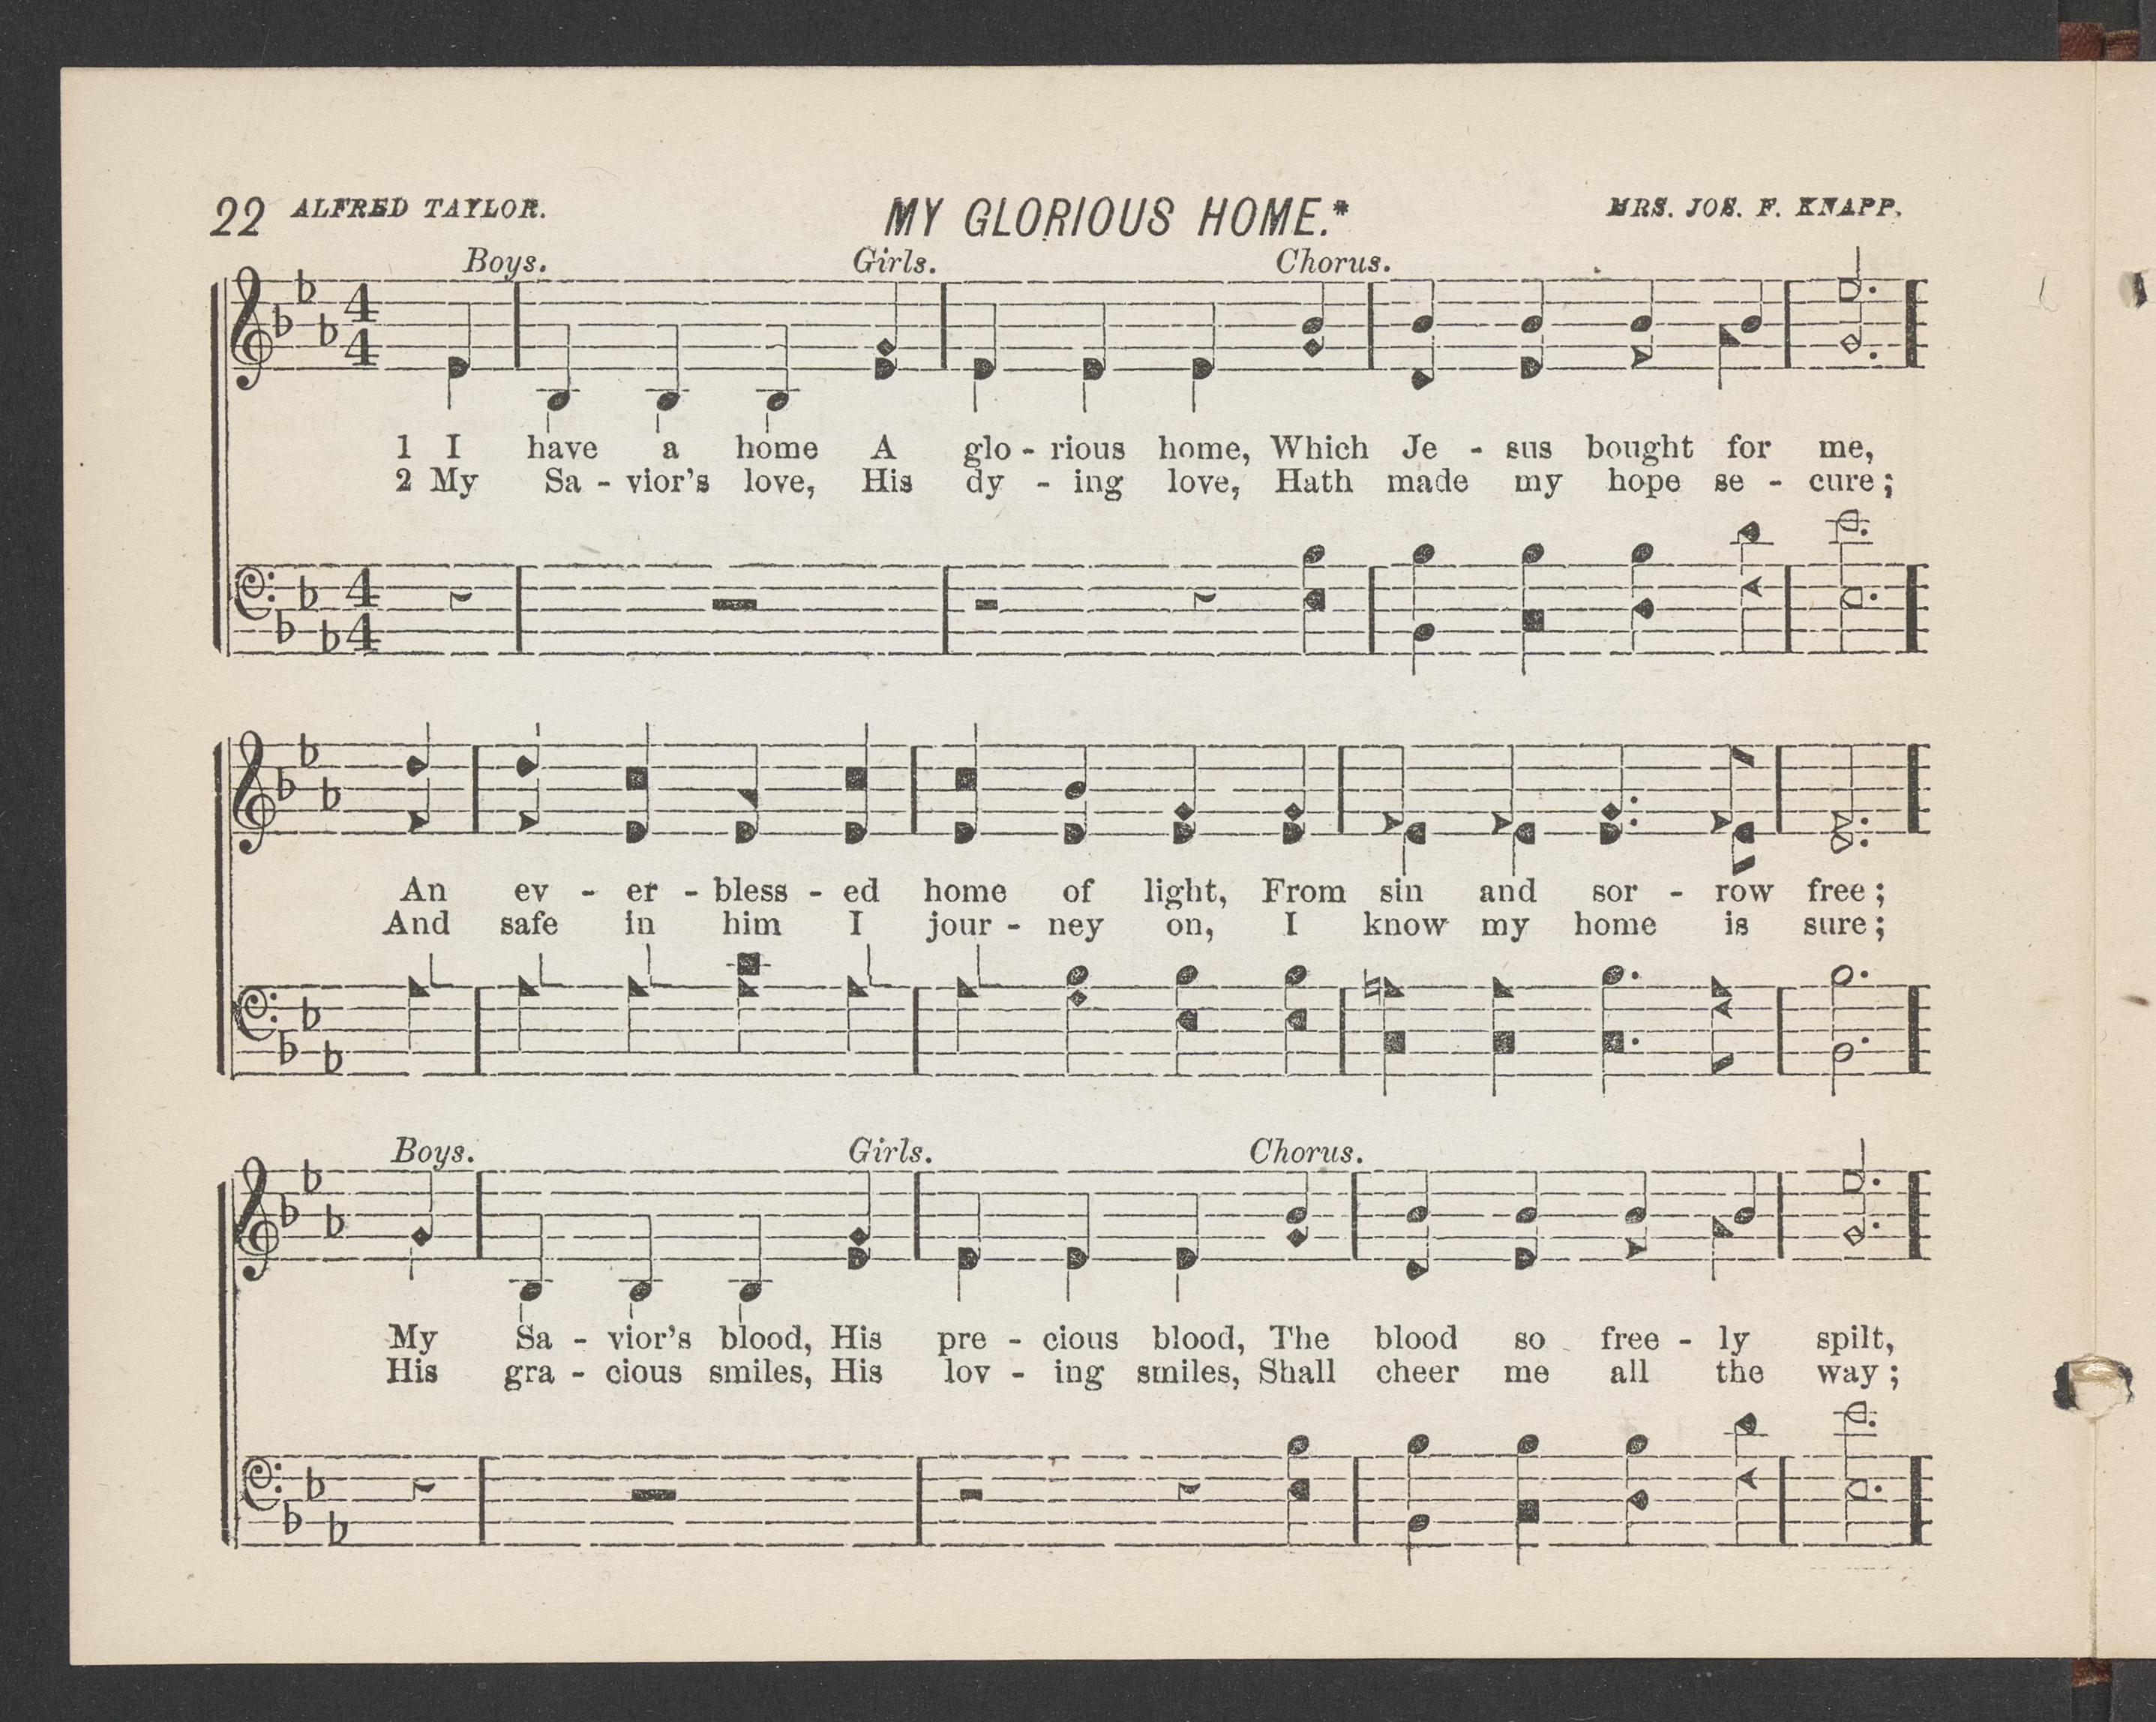 22 ALFRED TAYLOR. MY GLORIOUS HOME.* MRS. JOS. F. KNAPP.
Boys. Girls. Chorus.
4
4
1 I have a home A glo - rious home, Which Je - sus bought for me,
2 My Sa - vior's love, His dy - ing love, Hath made my hope se - cure;
4
4
An ev - er - bless - ed home of light, From sin and sor - row free;
And safe in him I jour - ney on, I know my home is sure;
Boys. Girls. Chorus.
My Sa - vior's blood, His pre - cious blood, The blood so free - ly spilt,
His gra - cious smiles, His lov - ing smiles, Shall cheer me all the way;